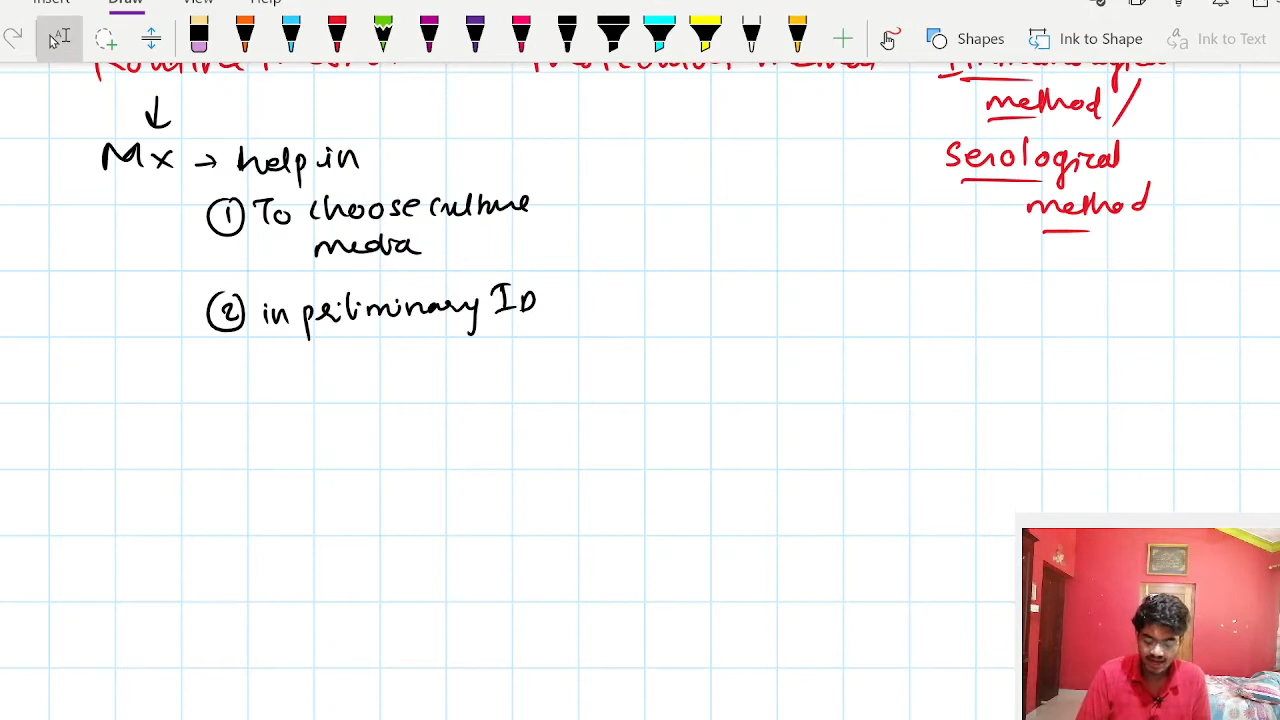 Insert Draw View Help
Shapes Ink to Shape Ink to Text
Immunological
method /
Serological
method
↓
Mx → help in
① To choose culture
media
② in preliminary ID